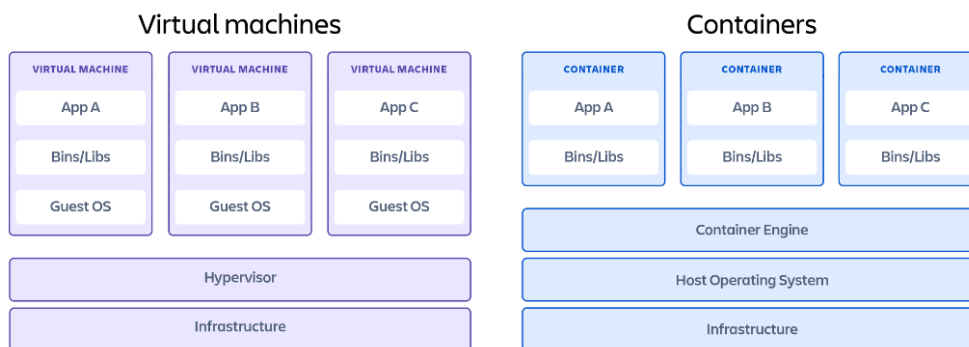 Virtual machines
VIRTUAL MACHINE
App A
Bins/Libs
Guest OS
VIRTUAL MACHINE
App B
Bins/Libs
Guest OS
VIRTUAL MACHINE
App C
Bins/Libs
Guest OS
Hypervisor
Infrastructure
Containers
CONTAINER
App A
Bins/Libs
CONTAINER
App B
Bins/Libs
CONTAINER
App C
Bins/Libs
Container Engine
Host Operating System
Infrastructure